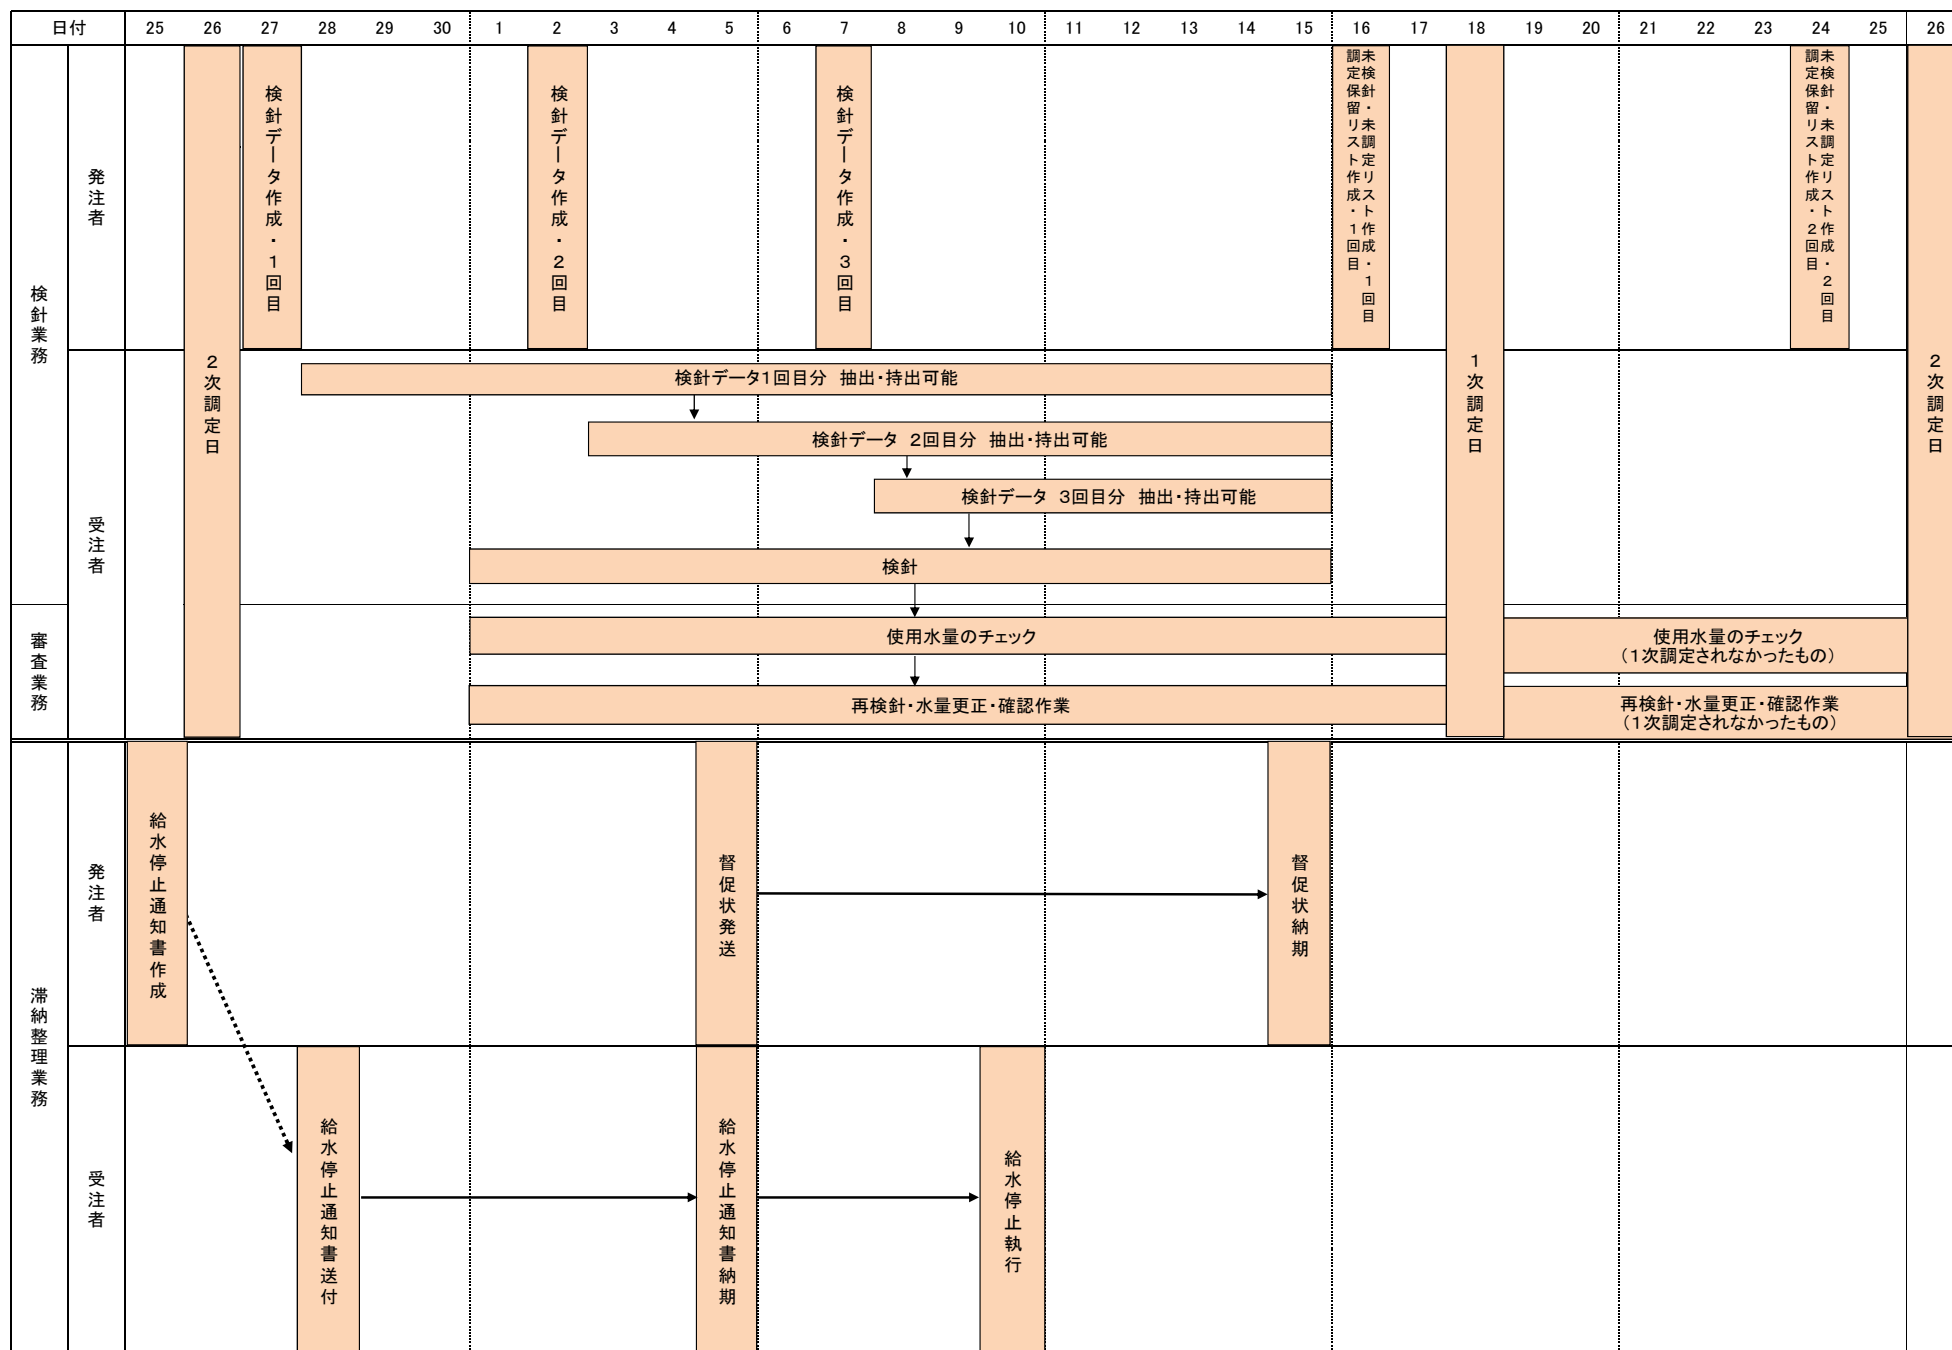 日付 25 26 27 28 29 30 1 2 3 4 5 6 7 8 9 10 11 12 13 14 15 16 17 18 19 20 21 22 23 24 25 26
検針業務
発注者
2次調定日
検針データ作成・1回目
検針データ作成・2回目
検針データ作成・3回目
未検針・未調定リスト作成・1回目
調定保留リスト作成・1回目
1次調定日
未検針・未調定リスト作成・2回目
調定保留リスト作成・2回目
2次調定日
受注者
検針データ1回目分 抽出・持出可能
検針データ 2回目分 抽出・持出可能
検針データ 3回目分 抽出・持出可能
検針
審査業務
使用水量のチェック
使用水量のチェック
(1次調定されなかったもの)
再検針・水量更正・確認作業
再検針・水量更正・確認作業
(1次調定されなかったもの)
滞納整理業務
発注者
給水停止通知書作成
督促状発送
督促状納期
受注者
給水停止通知書送付
給水停止通知書納期
給水停止執行